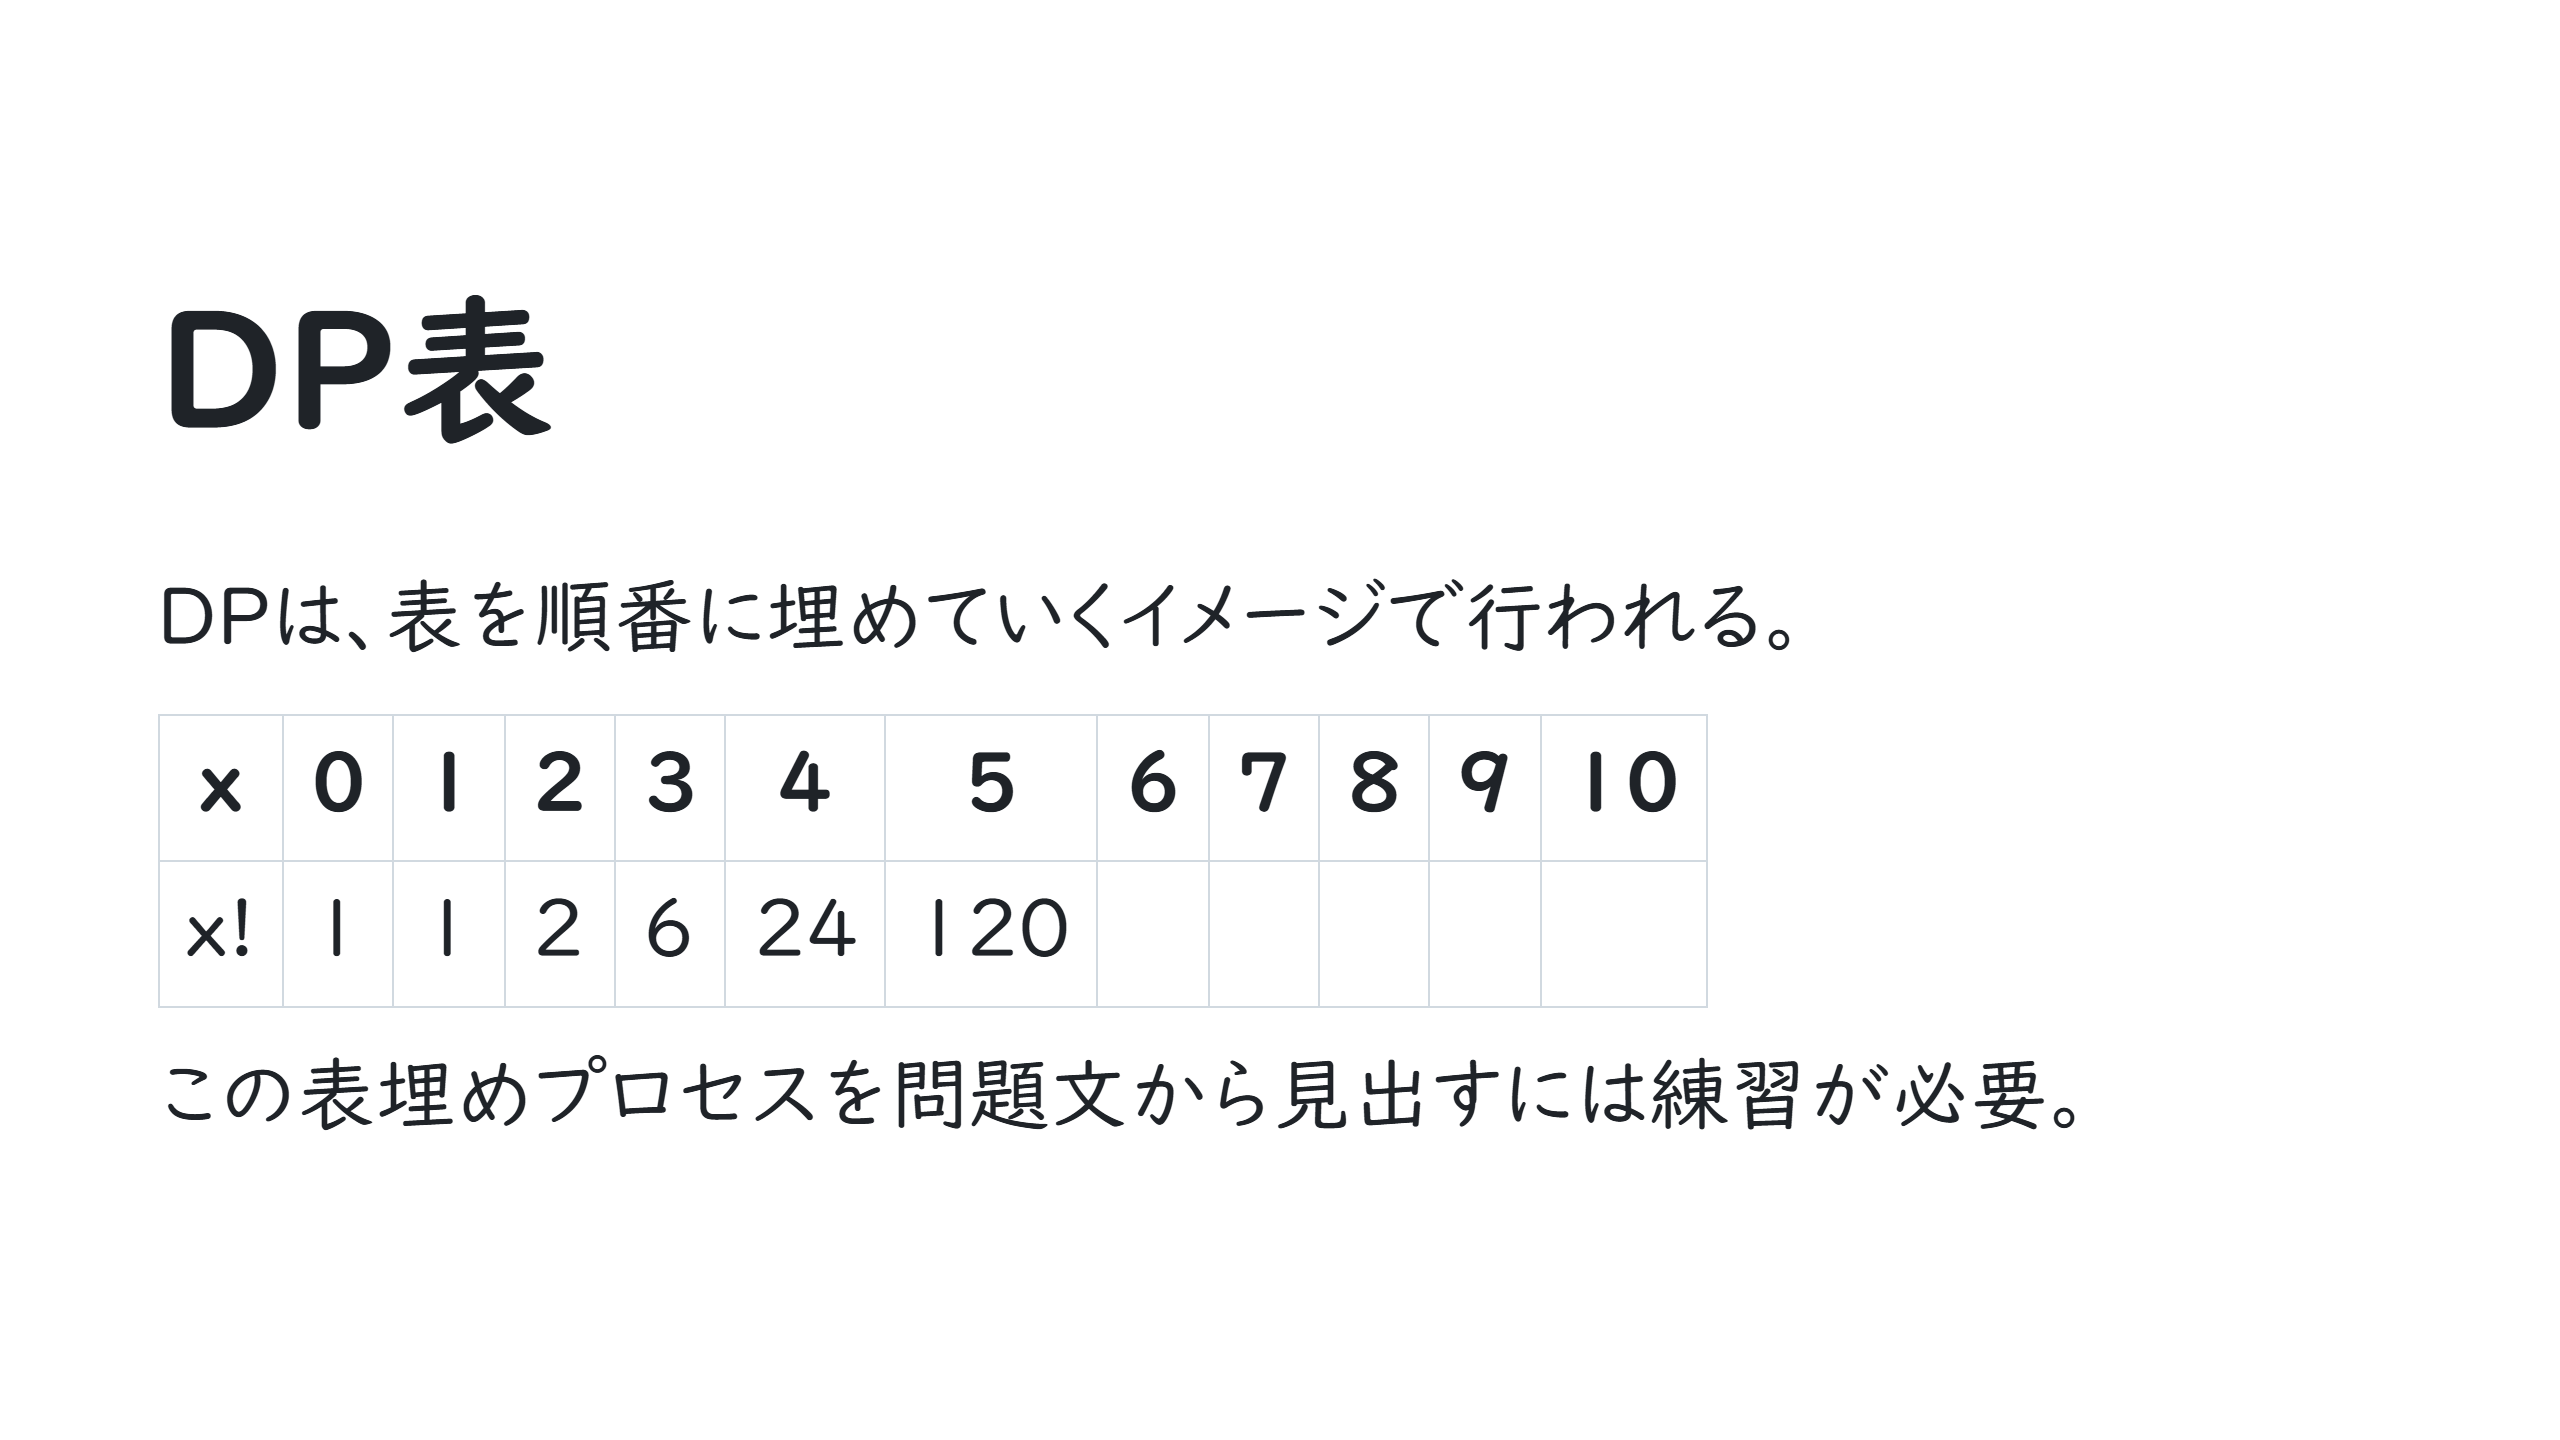 DP表
DPは、表を順番に埋めていくイメージで行われる。
x 0 1 2 3 4 5 6 7 8 9 10
x! 1 1 2 6 24 120
この表埋めプロセスを問題文から見出すには練習が必要。